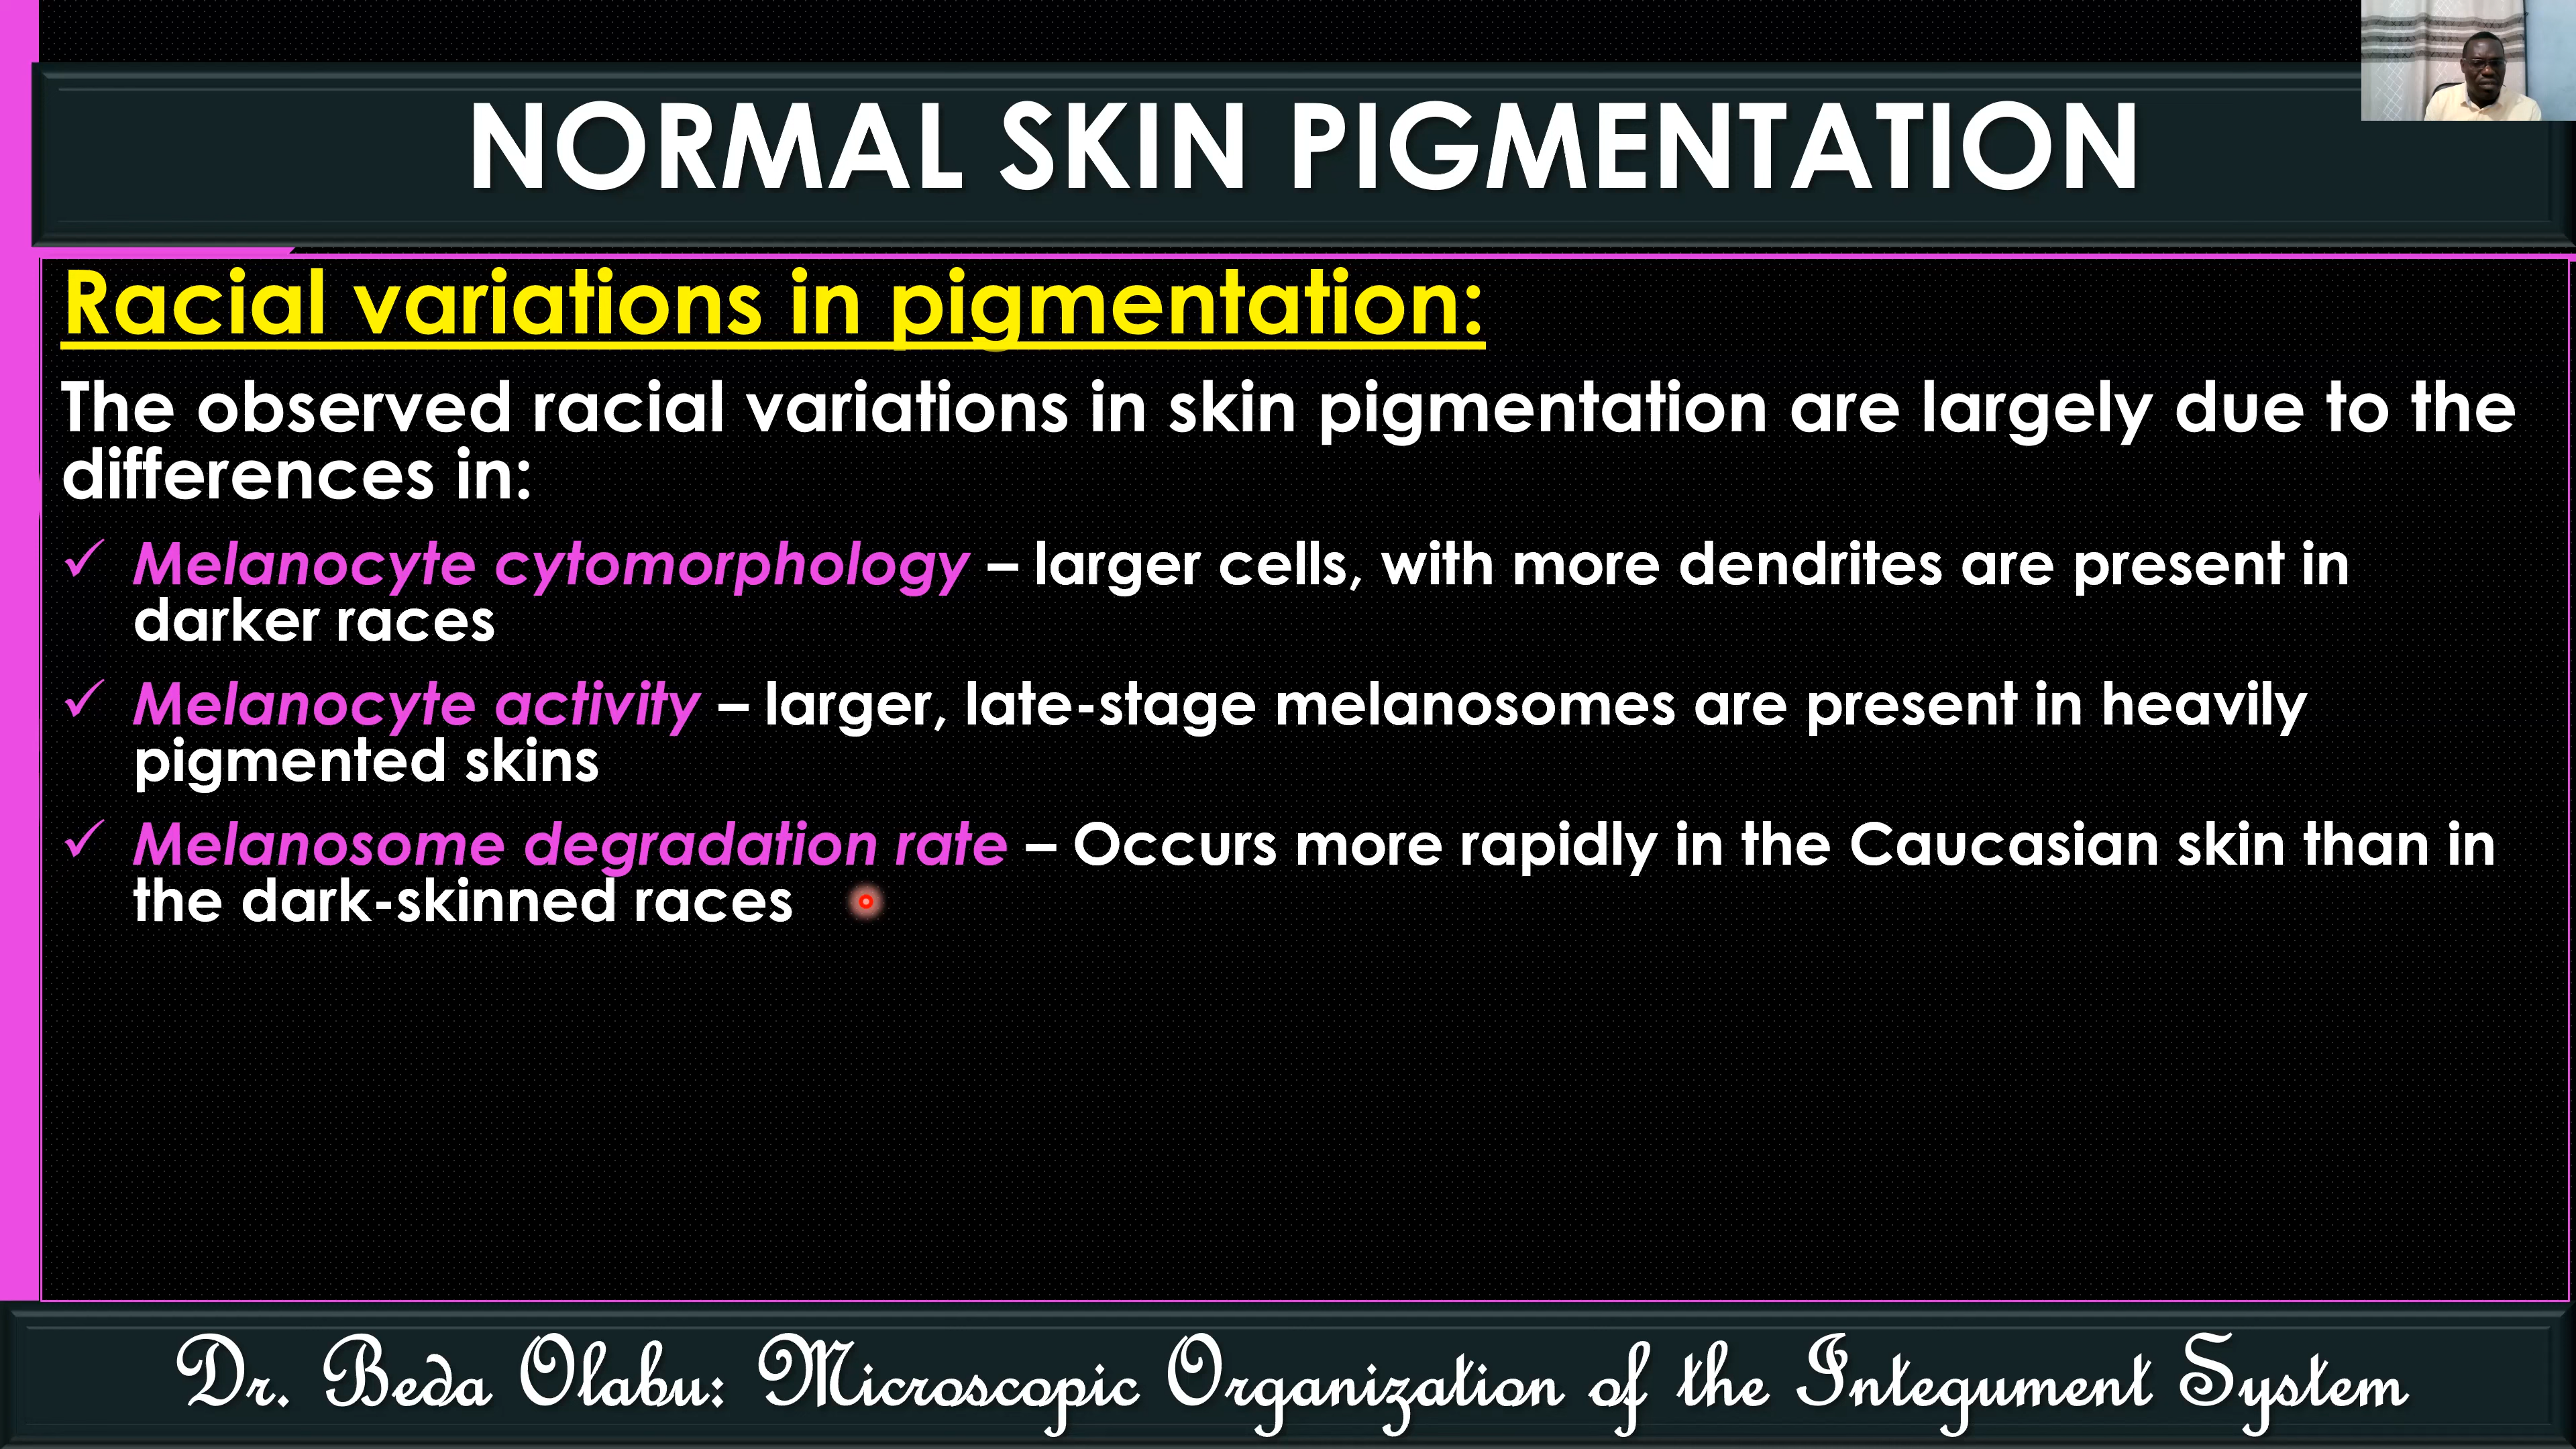 NORMAL SKIN PIGMENTATION
Racial variations in pigmentation:
The observed racial variations in skin pigmentation are largely due to the
differences in:
✓ Melanocyte cytomorphology – larger cells, with more dendrites are present in
darker races
✓ Melanocyte activity – larger, late-stage melanosomes are present in heavily
pigmented skins
✓ Melanosome degradation rate – Occurs more rapidly in the Caucasian skin than in
the dark-skinned races
Dr. Beda Olabu: Microscopic Organization of the Integument System